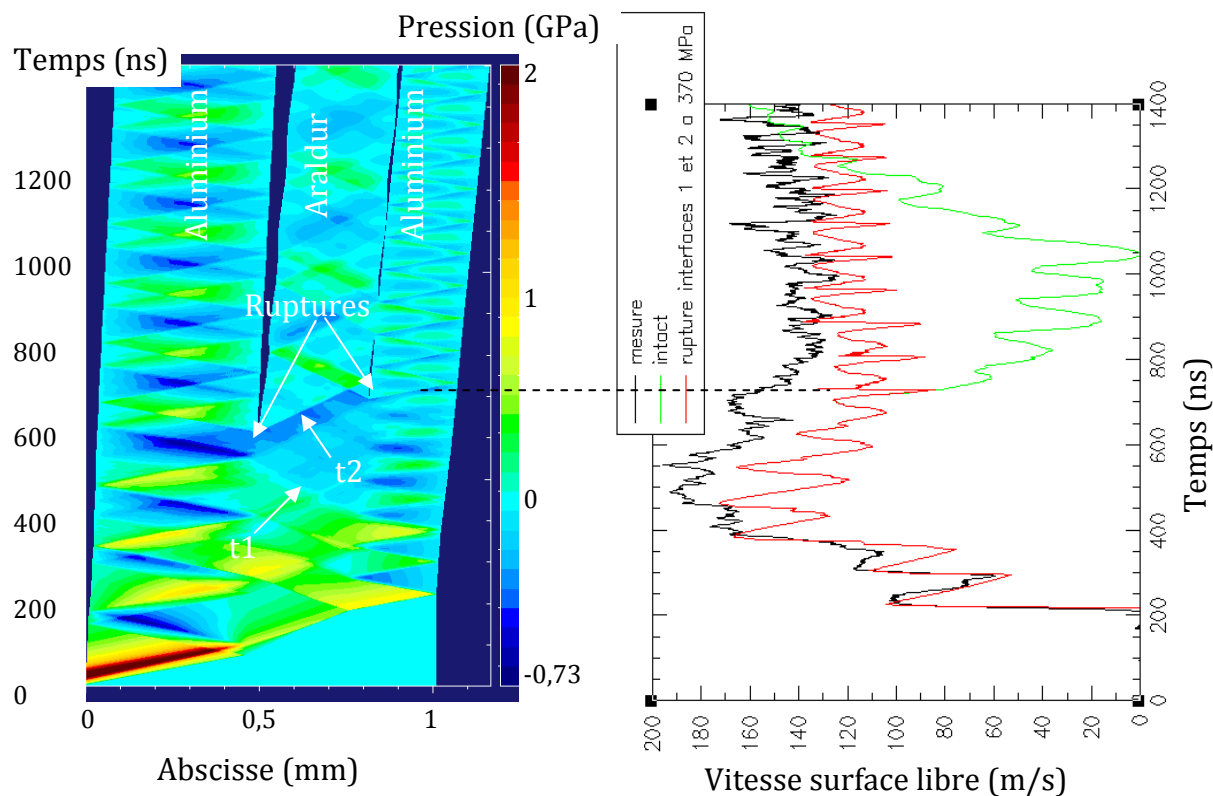 Pression (GPa)
Temps (ns)
2
1
0
-0,73
Aluminium
Araldur
Aluminium
Ruptures
t2
t1
1200
1000
800
600
400
200
0
0
0,5
1
Abscisse (mm)
mesure
intact
rupture interfaces 1 et 2 a 370 MPa
1400
1200
1000
800
600
400
200
0
Temps (ns)
200
180
160
140
120
100
80
60
40
20
0
Vitesse surface libre (m/s)